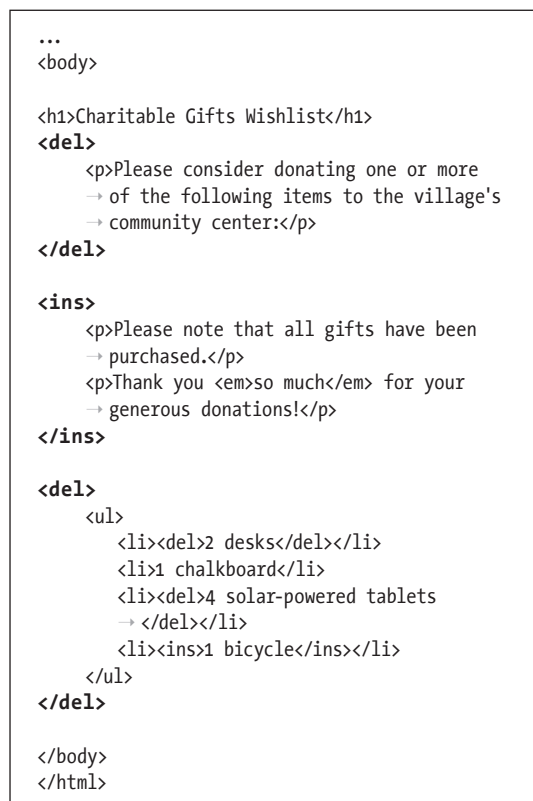 ...
<body>
<h1>Charitable Gifts Wishlist</h1>
<del>
<p>Please consider donating one or more
→ of the following items to the village's
→ community center:</p>
</del>
<ins>
<p>Please note that all gifts have been
→ purchased.</p>
<p>Thank you <em>so much</em> for your
→ generous donations!</p>
</ins>
<del>
<ul>
<li><del>2 desks</del></li>
<li>1 chalkboard</li>
<li><del>4 solar-powered tablets
→ </del></li>
<li><ins>1 bicycle</ins></li>
</ul>
</del>
</body>
</html>